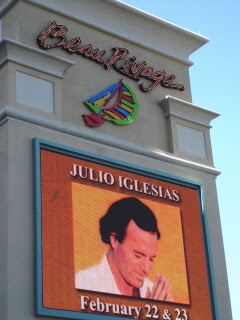 Beau Rivage
JULIO IGLESIAS
February 22 & 23